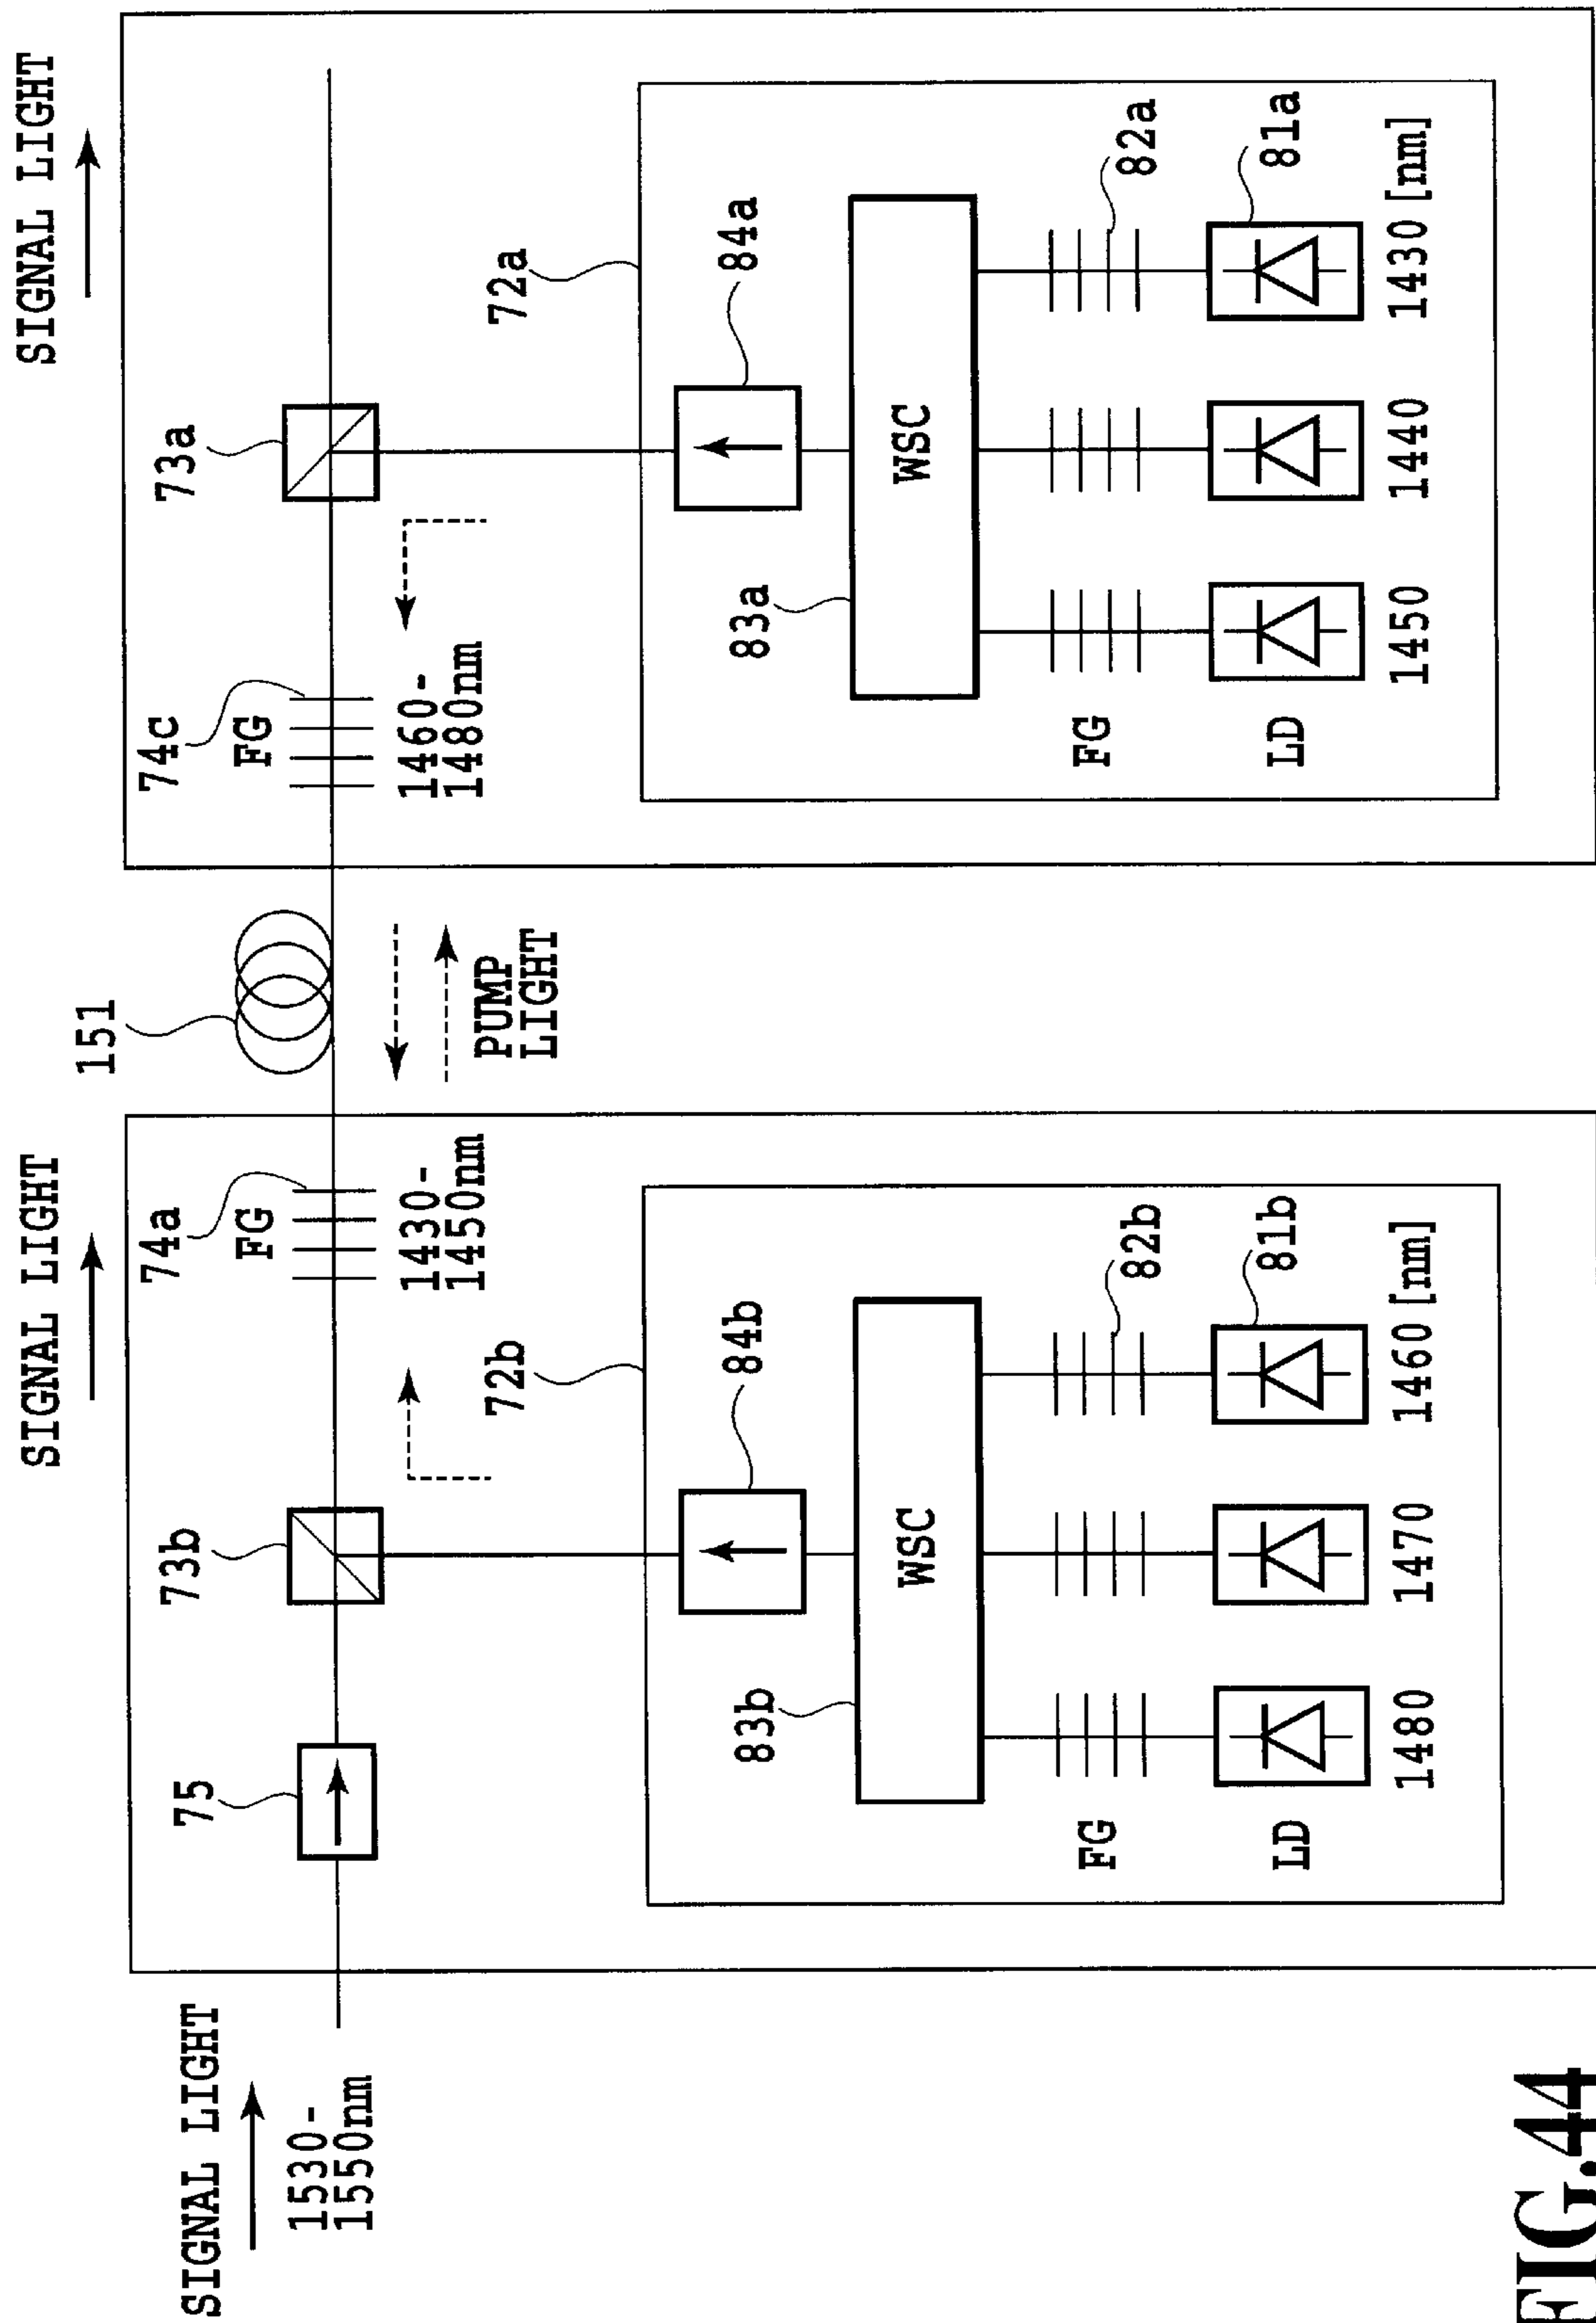 SIGNAL LIGHT
1530-
1550nm
SIGNAL LIGHT
75
73b
74a
FG
1430-
1450nm
72b
84b
83b
WSC
82b
FG
81b
LD
1480
1470
1460 [nm]
151
PUMP
LIGHT
SIGNAL LIGHT
74c
FG
1460-
1480nm
73a
72a
84a
83a
WSC
82a
FG
81a
LD
1450
1440
1430 [nm]
FIG.44